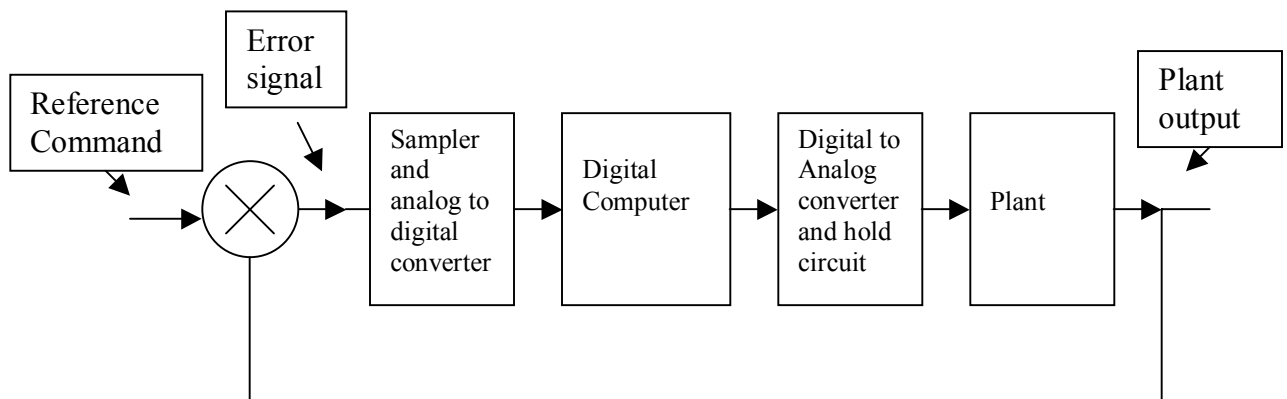 Reference
Command
Error
signal
Sampler
and
analog to
digital
converter
Digital
Computer
Digital to
Analog
converter
and hold
circuit
Plant
Plant
output